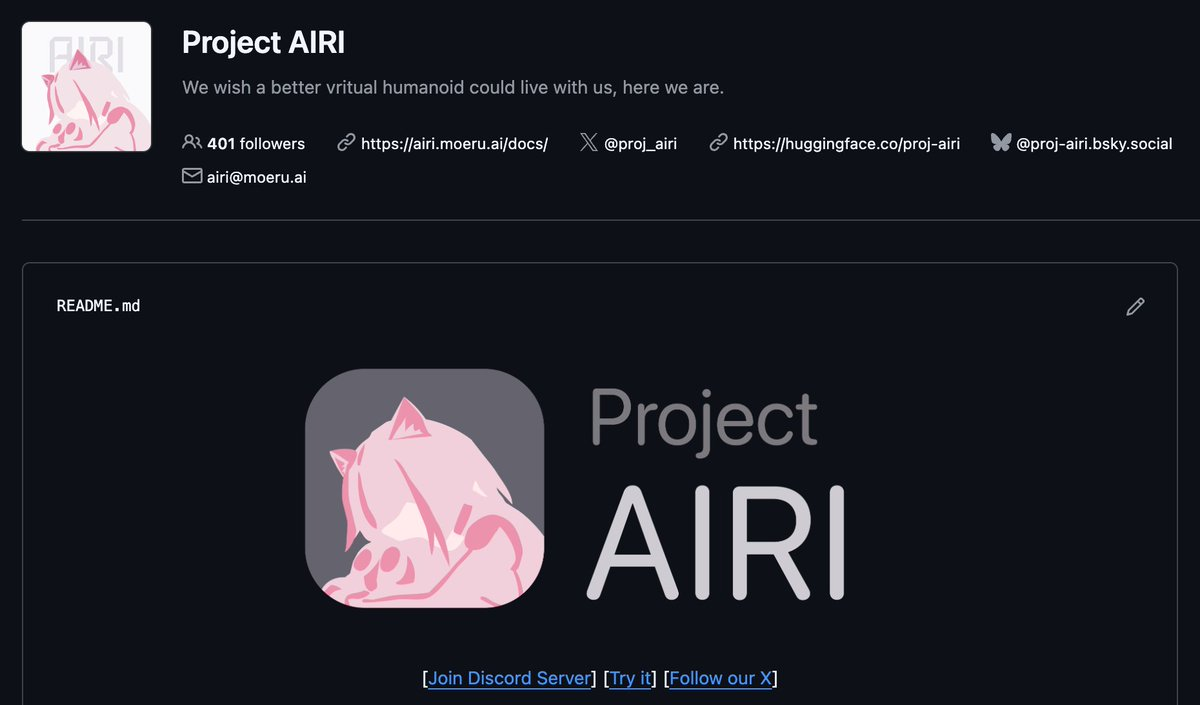 AIRI
Project AIRI
We wish a better vritual humanoid could live with us, here we are.
401 followers https://airi.moeru.ai/docs/ @proj_airi https://huggingface.co/proj-airi @proj-airi.bsky.social
airi@moeru.ai
README.md
Project
AIRI
[Join Discord Server] [Try it] [Follow our X]